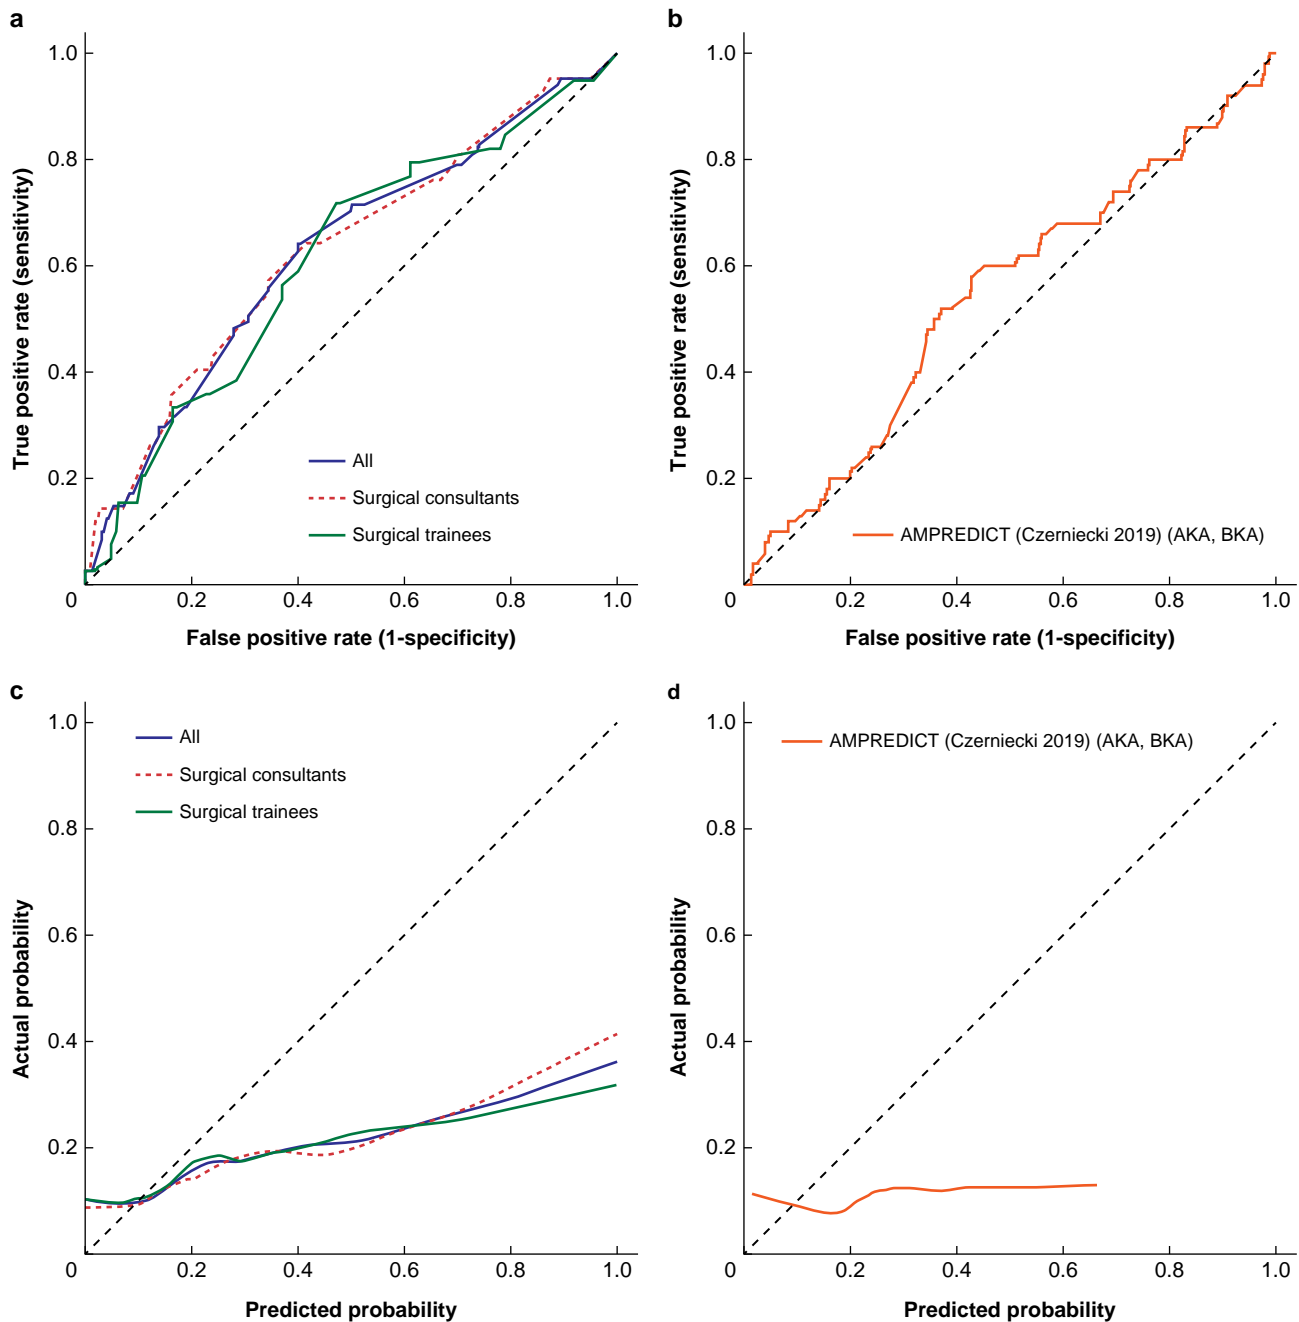 a
True positive rate (sensitivity)
1.0
0.8
0.6
0.4
0.2
0
0.2
0.4
0.6
0.8
1.0
All
Surgical consultants
Surgical trainees
False positive rate (1-specificity)
b
True positive rate (sensitivity)
1.0
0.8
0.6
0.4
0.2
0
0.2
0.4
0.6
0.8
1.0
AMPREDICT (Czerniecki 2019) (AKA, BKA)
False positive rate (1-specificity)
c
Actual probability
1.0
0.8
0.6
0.4
0.2
0
0.2
0.4
0.6
0.8
1.0
All
Surgical consultants
Surgical trainees
Predicted probability
d
Actual probability
1.0
0.8
0.6
0.4
0.2
0
0.2
0.4
0.6
0.8
1.0
AMPREDICT (Czerniecki 2019) (AKA, BKA)
Predicted probability